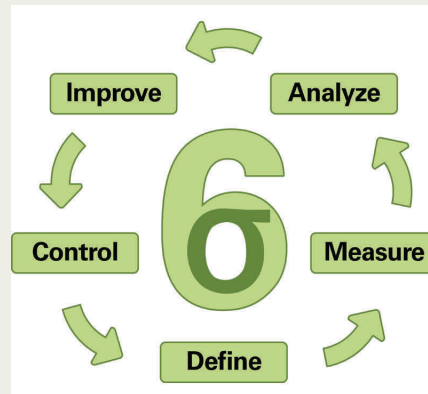 Improve
Analyze
6σ
Control
Measure
Define